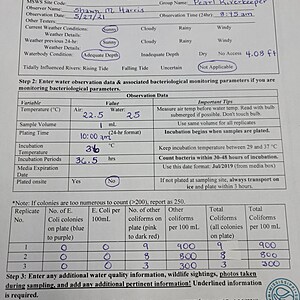 MSWS Site Code: Group Name: Pearl Riverkeeper
Observer Name: Shawn M Harris
Observation Date: 5/27/21 Observation Time (24hr): 9:15 am
Other Testers:
Current Weather Conditions: Sunny Cloudy Rainy Windy
Weather Details:
Weather previous 24/48 hrs: Sunny Cloudy Rainy Windy
Weather Details:
Waterbody Condition: Adequate Depth Inadequate Depth Dry No Access 4.08 ft
Tidally Influenced Rivers: Rising Tide Falling Tide Uncertain Not Applicable
Step 2: Enter water observation data & associated bacteriological monitoring parameters if you are
monitoring bacteriological parameters.
Observation Data
Variable Value Important Tips
Temperature (°C) Air: 22.5 Water: 25 Measure air temp before water temp. Read with bulb
submerged if possible. Don't touch bulb.
Sample Volume 1 mL Use same volume for all replicates
Plating Time 10:00 am (24-hr format) Incubation begins when samples are plated.
Incubation
Temperature 36 °C Keep incubation temperature between 29 and 37 °C
Incubation Periods 36.5 hrs Count bacteria within 30-48 hours of incubation.
Media Expiration
Date Use this date format: Jul/2019 (from media box)
Plated onsite Yes No If not plated at sampling site, always transport on
ice and plate within 3 hours.
*Note: If colonies are too numerous to count (>200), report as 250.
Replicate No. of E. E. Coli per No. of other Other Total Total
No. Coli colonies 100mL coliforms Coliforms Coliforms Coliforms
on plate (blue to purple) colonies on plate (pink to dark red) per 100mL (all colonies on plate) per 100mL
1 0 0 9 900 9 900
2 0 0 8 800 8 800
3 0 0 3 300 3 300
Step 3: Enter any additional water quality information, wildlife sightings, photos taken
during sampling, and add any additional pertinent information! Underlined information
is required.